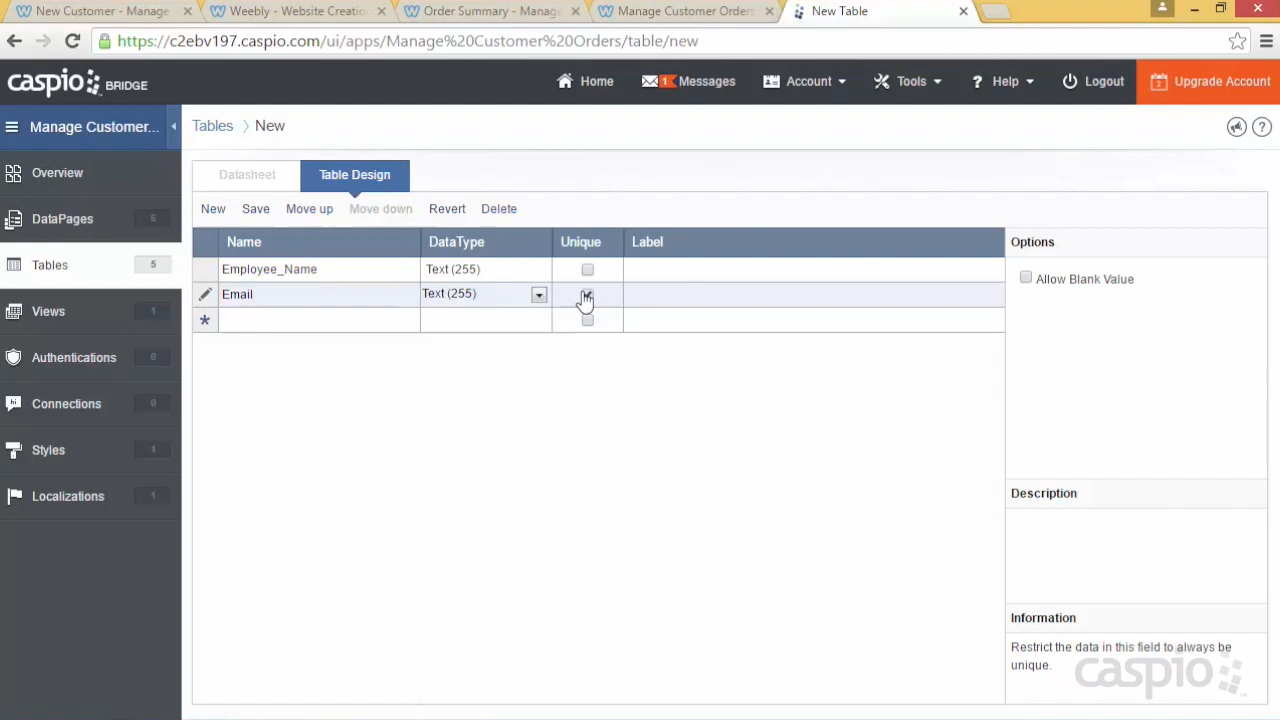 New Customer - Manage
Weebly - Website Creatio
Order Summary - Manag
Manage Customer Orders
New Table
https://c2ebv197.caspio.com/ui/apps/Manage%20Customer%20Orders/table/new
caspio BRIDGE
Home
1
Messages
Account
Tools
? Help
Logout
2
Upgrade Account
Manage Customer...
Tables > New
?
Overview
DataPages 6
Tables 5
Views 1
Authentications 0
hi Connections 0
Styles 1
Localizations 1
Datasheet
Table Design
New Save Move up Move down Revert Delete
Name DataType Unique Label
Employee_Name Text (255)
Email Text (255)
*
Options
Allow Blank Value
Description
Information
Restrict the data in this field to always be
unique.
caspio